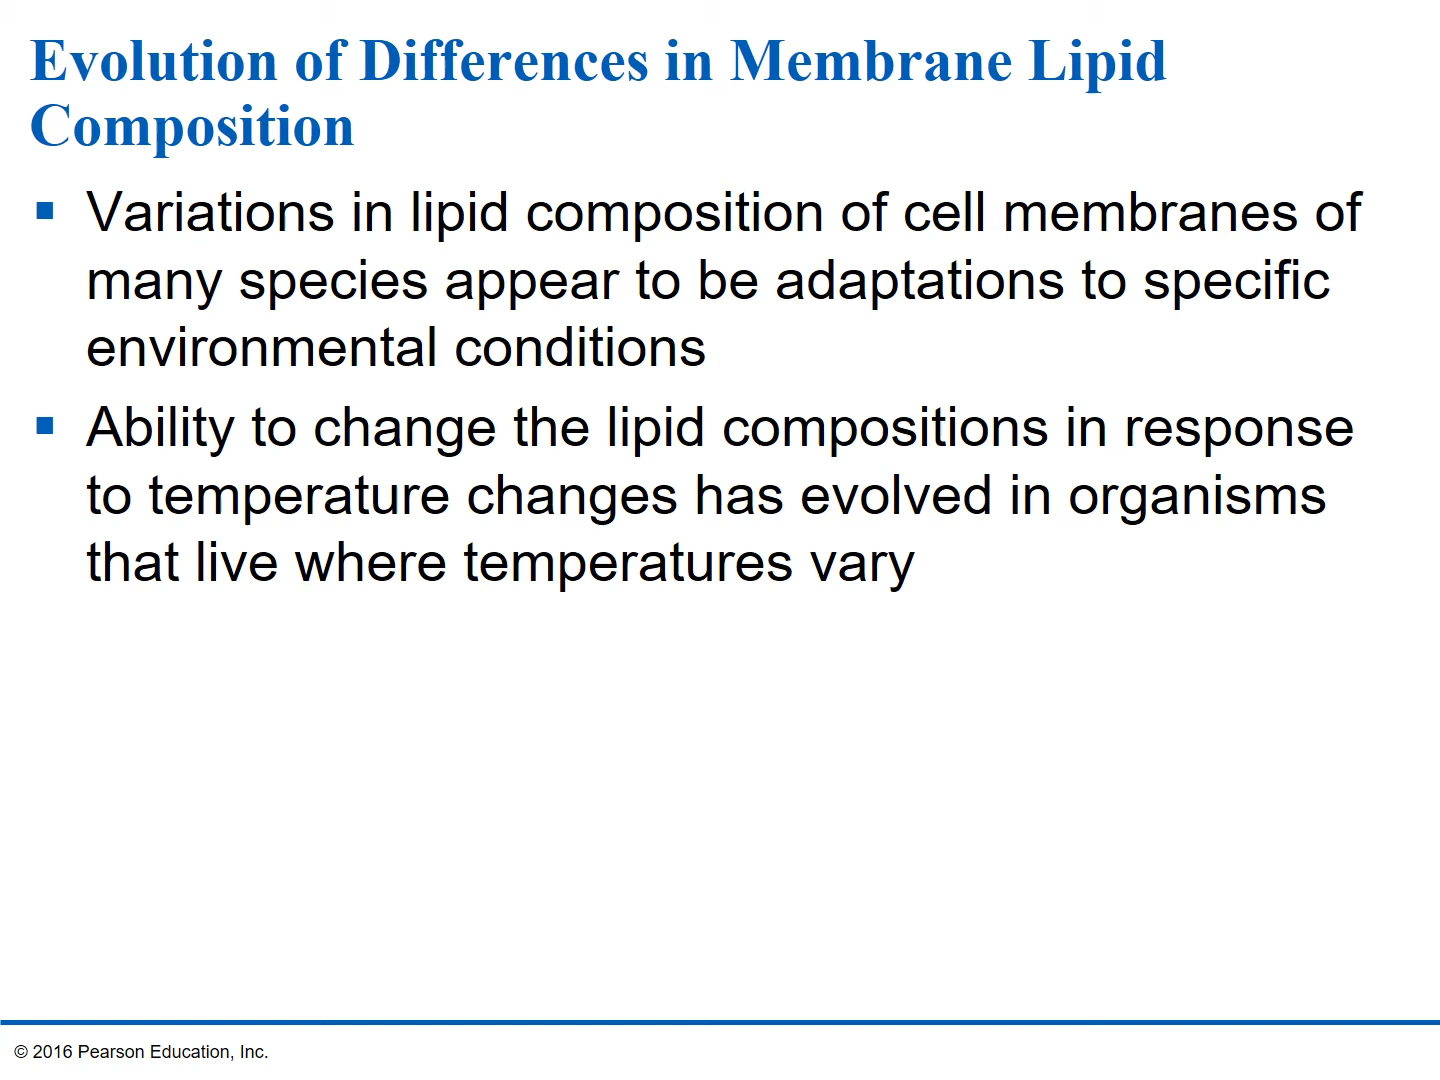 Evolution of Differences in Membrane Lipid
Composition
▪ Variations in lipid composition of cell membranes of
many species appear to be adaptations to specific
environmental conditions
▪ Ability to change the lipid compositions in response
to temperature changes has evolved in organisms
that live where temperatures vary
© 2016 Pearson Education, Inc.